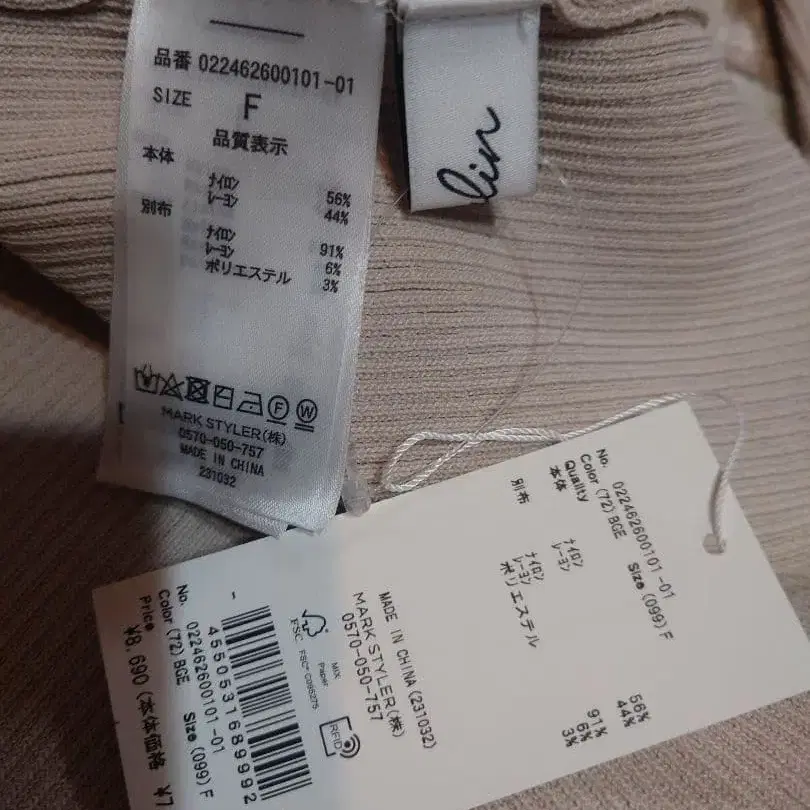 品番 022462600101-01
SIZE F
品質表示
本体
ナイロン 56%
レーヨン 44%
別布
ナイロン 91%
レーヨン 6%
ポリエステル 3%
F W
MARK STYLER(株)
0570-050-757
MADE IN CHINA
231032
lin
No. 022462600101-01
Color (72)BGE Size (099)F
Quality
本体 ナイロン 56%
レーヨン 44%
別布 ナイロン 91%
レーヨン 6%
ポリエステル 3%
MADE IN CHINA (231032)
MARK STYLER(株)
0570-050-757
MIX
Paper
FSC FSC® C095275
RFID
4550531689992
No. 022462600101-01
Color (72)BGE Size (099)F
Price
¥8,690(本体価格 ¥7